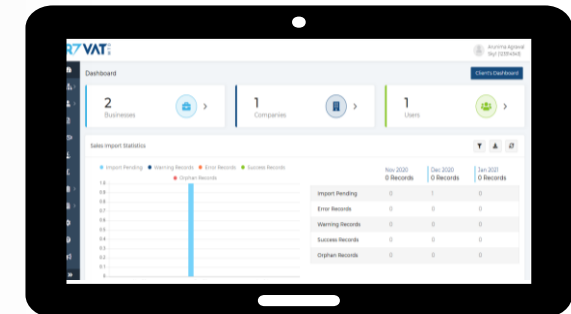 R7 VAT
Arunima Agrawal
Dashboard
Client's Dashboard
2
Businesses
1
Companies
1
Users
Sales Import Statistics
Import Pending Warning Records Error Records Success Records
Orphan Records
Nov 2020 Dec 2020 Jan 2021
0 Records 0 Records 0 Records
Import Pending 0 1 0
Error Records 0 0 0
Warning Records 0 0 0
Success Records 0 0 0
Orphan Records 0 0 0
1.0
0.9
0.8
0.7
0.6
0.5
0.4
0.3
0.2
0.1
0